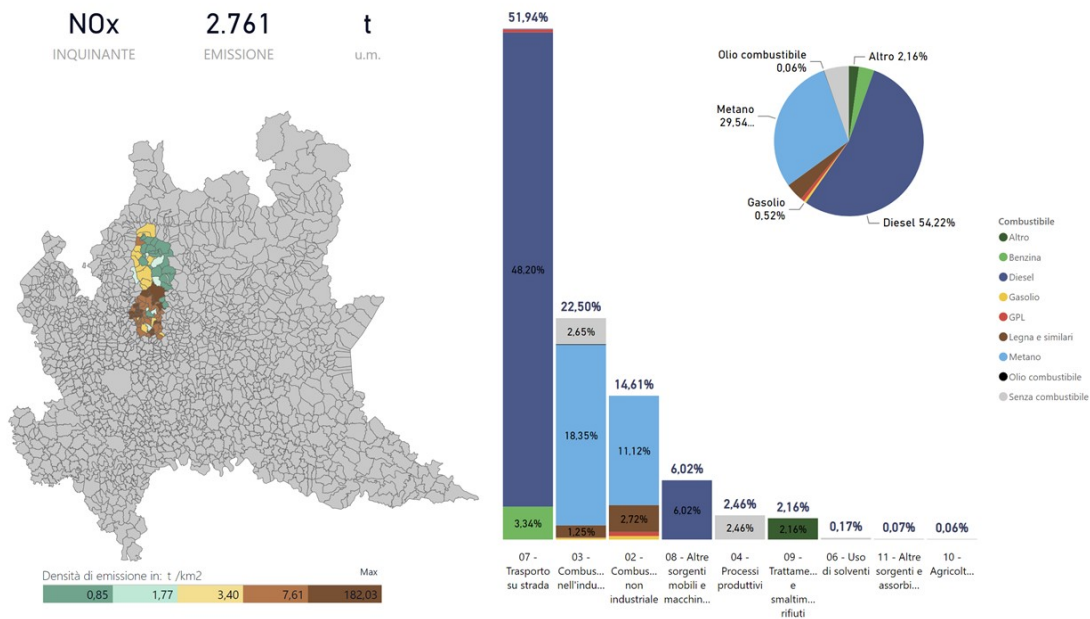 NOx
2.761
t
INQUINANTE
EMISSIONE
u.m.
Densità di emissione in: t /km2
Max
0,85
1,77
3,40
7,61
182,03
51,94%
48,20%
3,34%
22,50%
2,65%
18,35%
1,25%
14,61%
11,12%
2,72%
6,02%
6,02%
2,46%
2,46%
2,16%
2,16%
0,17%
0,07%
0,06%
07 -
Trasporto
su strada
03 -
Combus...
nell'indu...
02 -
Combus...
non
industriale
08 - Altre
sorgenti
mobili e
macchin...
04 -
Processi
produttivi
09 -
Trattame...
e
smaltim...
rifiuti
06 - Uso
di solventi
11 - Altre
sorgenti e
assorbi...
10 -
Agricolt...
Olio combustibile
0,06%
Altro 2,16%
Metano
29,54...
Gasolio
0,52%
Diesel 54,22%
Combustibile
Altro
Benzina
Diesel
Gasolio
GPL
Legna e similari
Metano
Olio combustibile
Senza combustibile